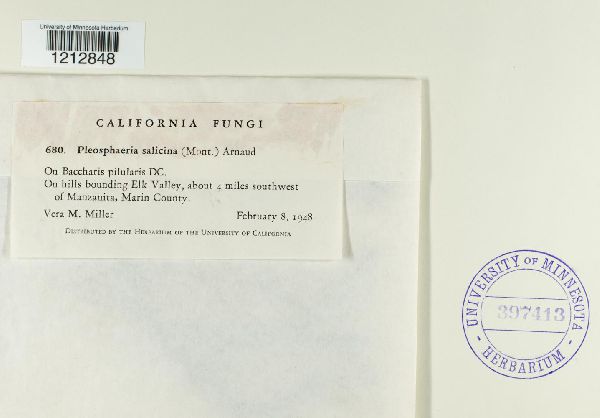 University of Minnesota Herbarium
1212848
CALIFORNIA FUNGI
680. Pleosphaeria salicina (Mont.) Arnaud
On Baccharis pilularis DC.
On hills bounding Elk Valley, about 4 miles southwest
of Manzanita, Marin County.
Vera M. Miller February 8, 1948
DISTRIBUTED BY THE HERBARIUM OF THE UNIVERSITY OF CALIFORNIA
UNIVERSITY OF MINNESOTA
397413
- HERBARIUM -